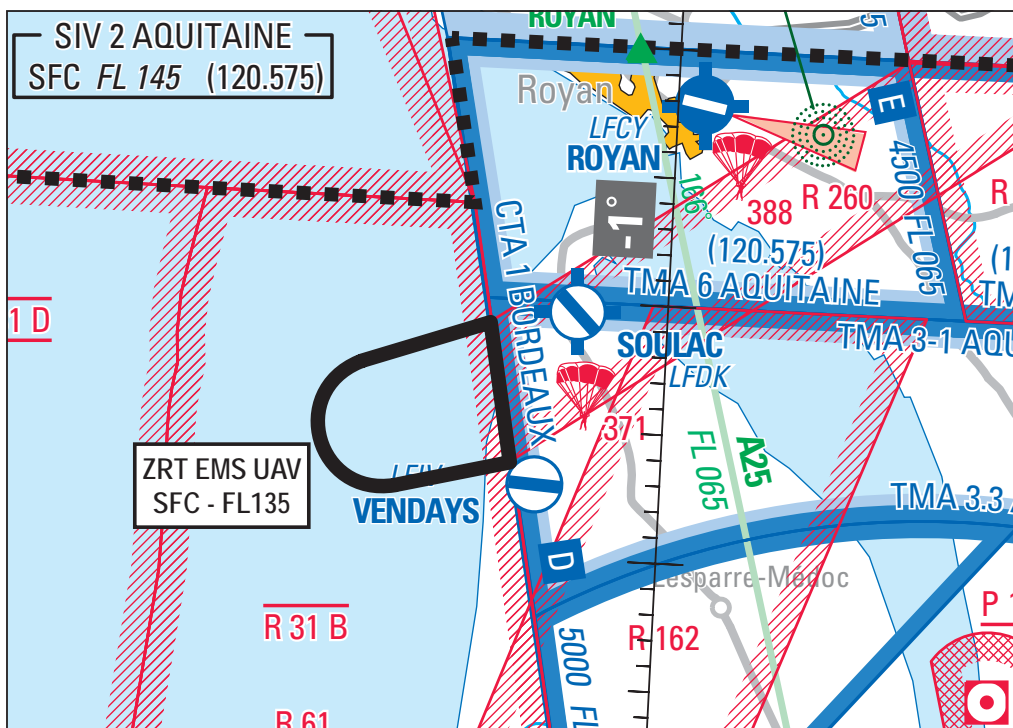 SIV 2 AQUITAINE
SFC FL 145 (120.575)
ROYAN
Royan
LFCY
ROYAN
166°
388
R 260
E
4500 FL 065
R
-1°
(120.575)
TMA 6 AQUITAINE
CTA 1 BORDEAUX
1 D
SOULAC
LFDK
TMA 3-1 AQU
371
A25
FL 065
ZRT EMS UAV
SFC - FL135
VENDAYS
TMA 3.3
D
Lesparre-Médoc
R 31 B
R 162
P 1
5000 FL
R 61